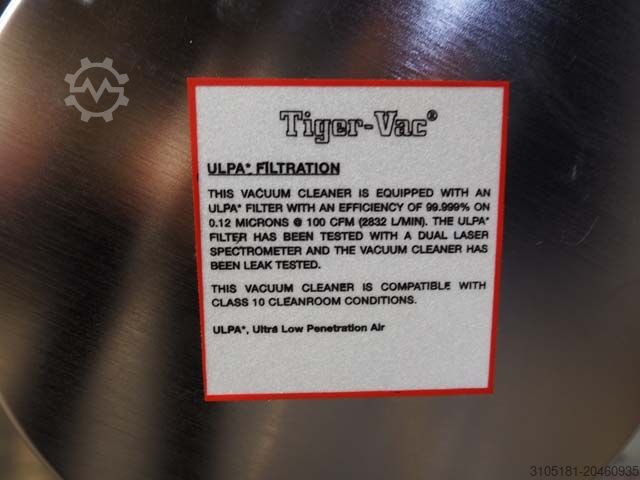 Tiger-Vac®
ULPA* FILTRATION
THIS VACUUM CLEANER IS EQUIPPED WITH AN
ULPA* FILTER WITH AN EFFICIENCY OF 99.999% ON
0.12 MICRONS @ 100 CFM (2832 L/MIN). THE ULPA*
FILTER HAS BEEN TESTED WITH A DUAL LASER
SPECTROMETER AND THE VACUUM CLEANER HAS
BEEN LEAK TESTED.
THIS VACUUM CLEANER IS COMPATIBLE WITH
CLASS 10 CLEANROOM CONDITIONS.
ULPA*, Ultra Low Penetration Air
3105181-20460935